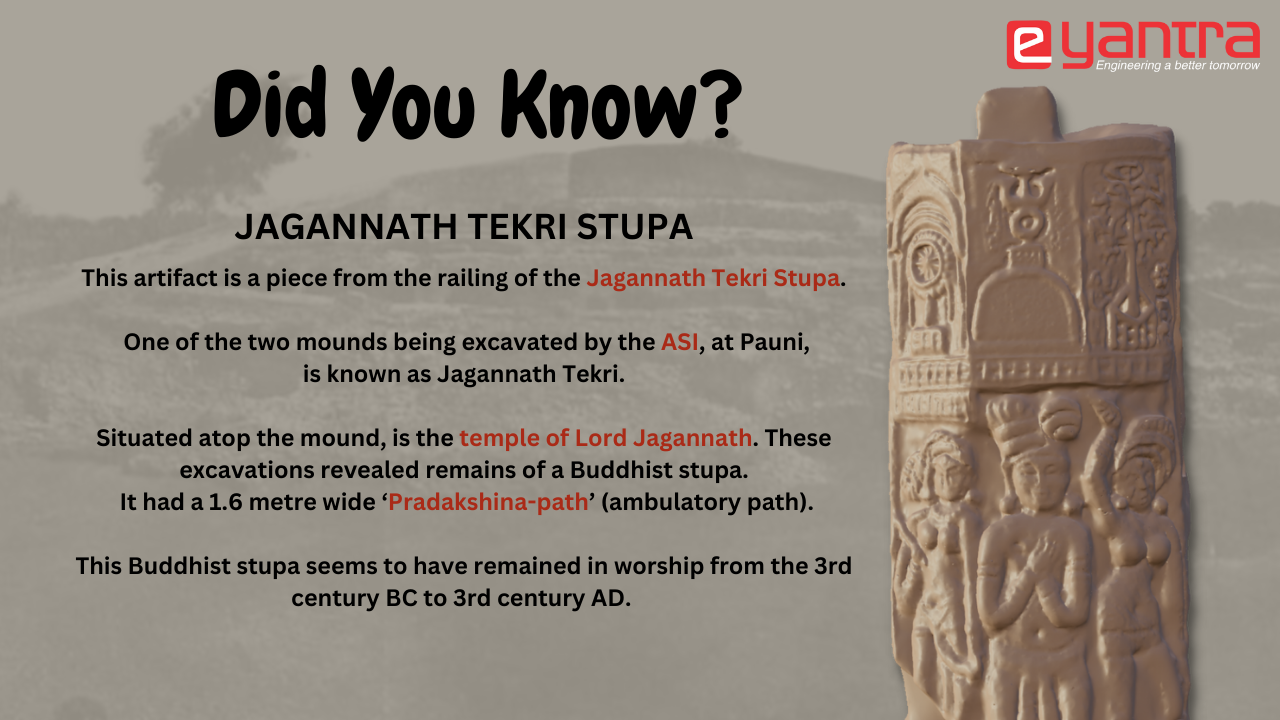 e yantra
Engineering a better tomorrow
Did You Know?
JAGANNATH TEKRI STUPA
This artifact is a piece from the railing of the Jagannath Tekri Stupa.
One of the two mounds being excavated by the ASI, at Pauni,
is known as Jagannath Tekri.
Situated atop the mound, is the temple of Lord Jagannath. These
excavations revealed remains of a Buddhist stupa.
It had a 1.6 metre wide ‘Pradakshina-path’ (ambulatory path).
This Buddhist stupa seems to have remained in worship from the 3rd
century BC to 3rd century AD.